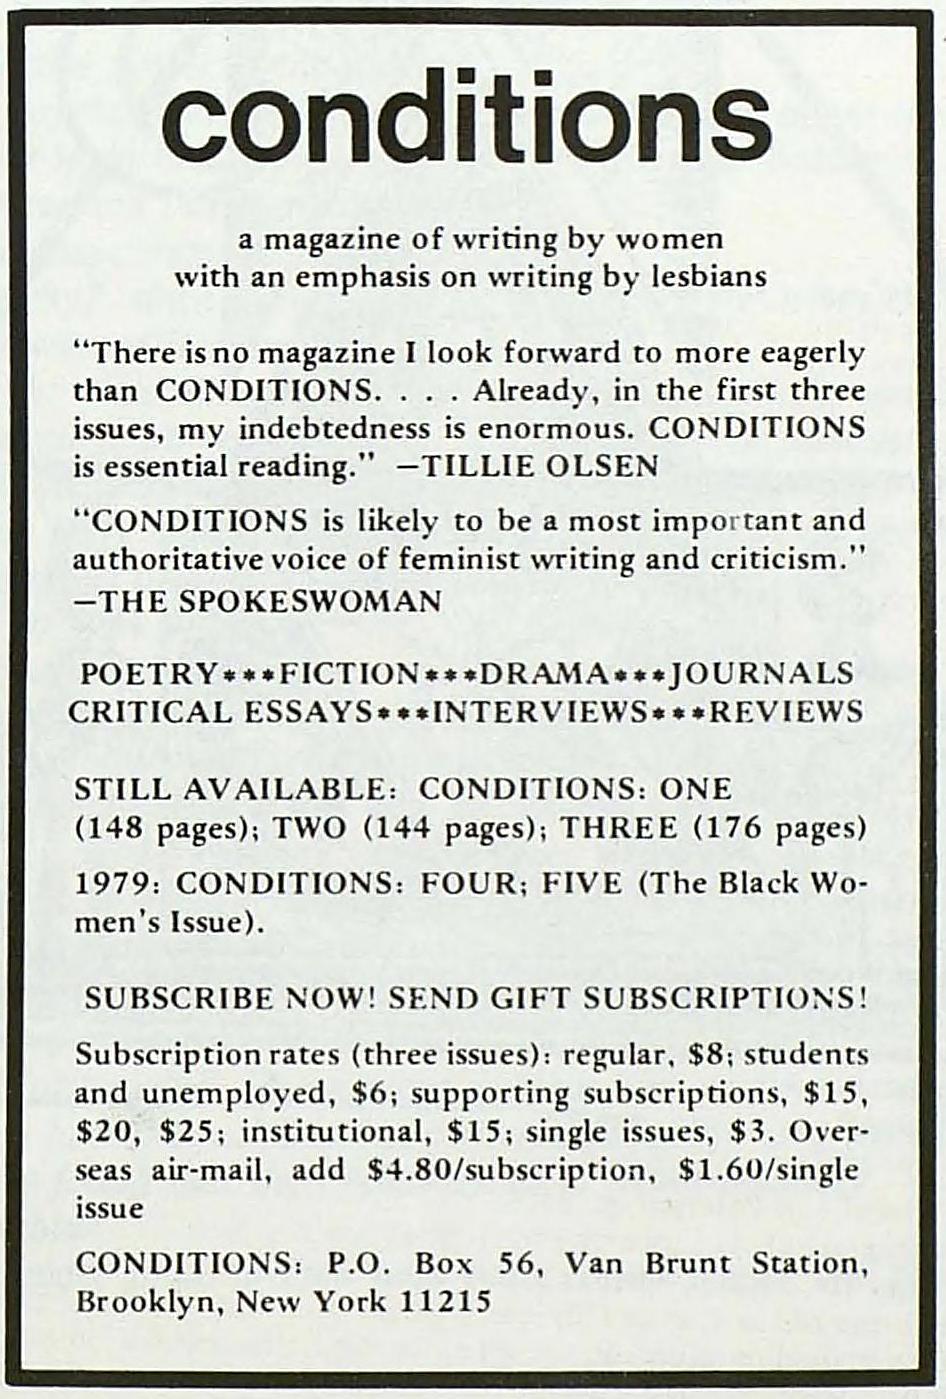 conditions
a magazine of writing by women
with an emphasis on writing by lesbians
“There is no magazine I look forward to more eagerly
than CONDITIONS. . . . Already, in the first three
issues, my indebtedness is enormous. CONDITIONS
is essential reading.” —TILLIE OLSEN
“CONDITIONS is likely to be a most important and
authoritative voice of feminist writing and criticism.”
—THE SPOKESWOMAN
POETRY***FICTION***DRAMA***JOURNALS
CRITICAL ESSAYS***INTERVIEWS***REVIEWS
STILL AVAILABLE: CONDITIONS: ONE
(148 pages); TWO (144 pages); THREE (176 pages)
1979: CONDITIONS: FOUR; FIVE (The Black Wo-
men's Issue).
SUBSCRIBE NOW! SEND GIFT SUBSCRIPTIONS!
Subscription rates (three issues): regular, $8; students
and unemployed, $6; supporting subscriptions, $15,
$20, $25; institutional, $15; single issues, $3. Over-
seas air-mail, add $4.80/subscription, $1.60/single
issue
CONDITIONS: P.O. Box 56, Van Brunt Station,
Brooklyn, New York 11215